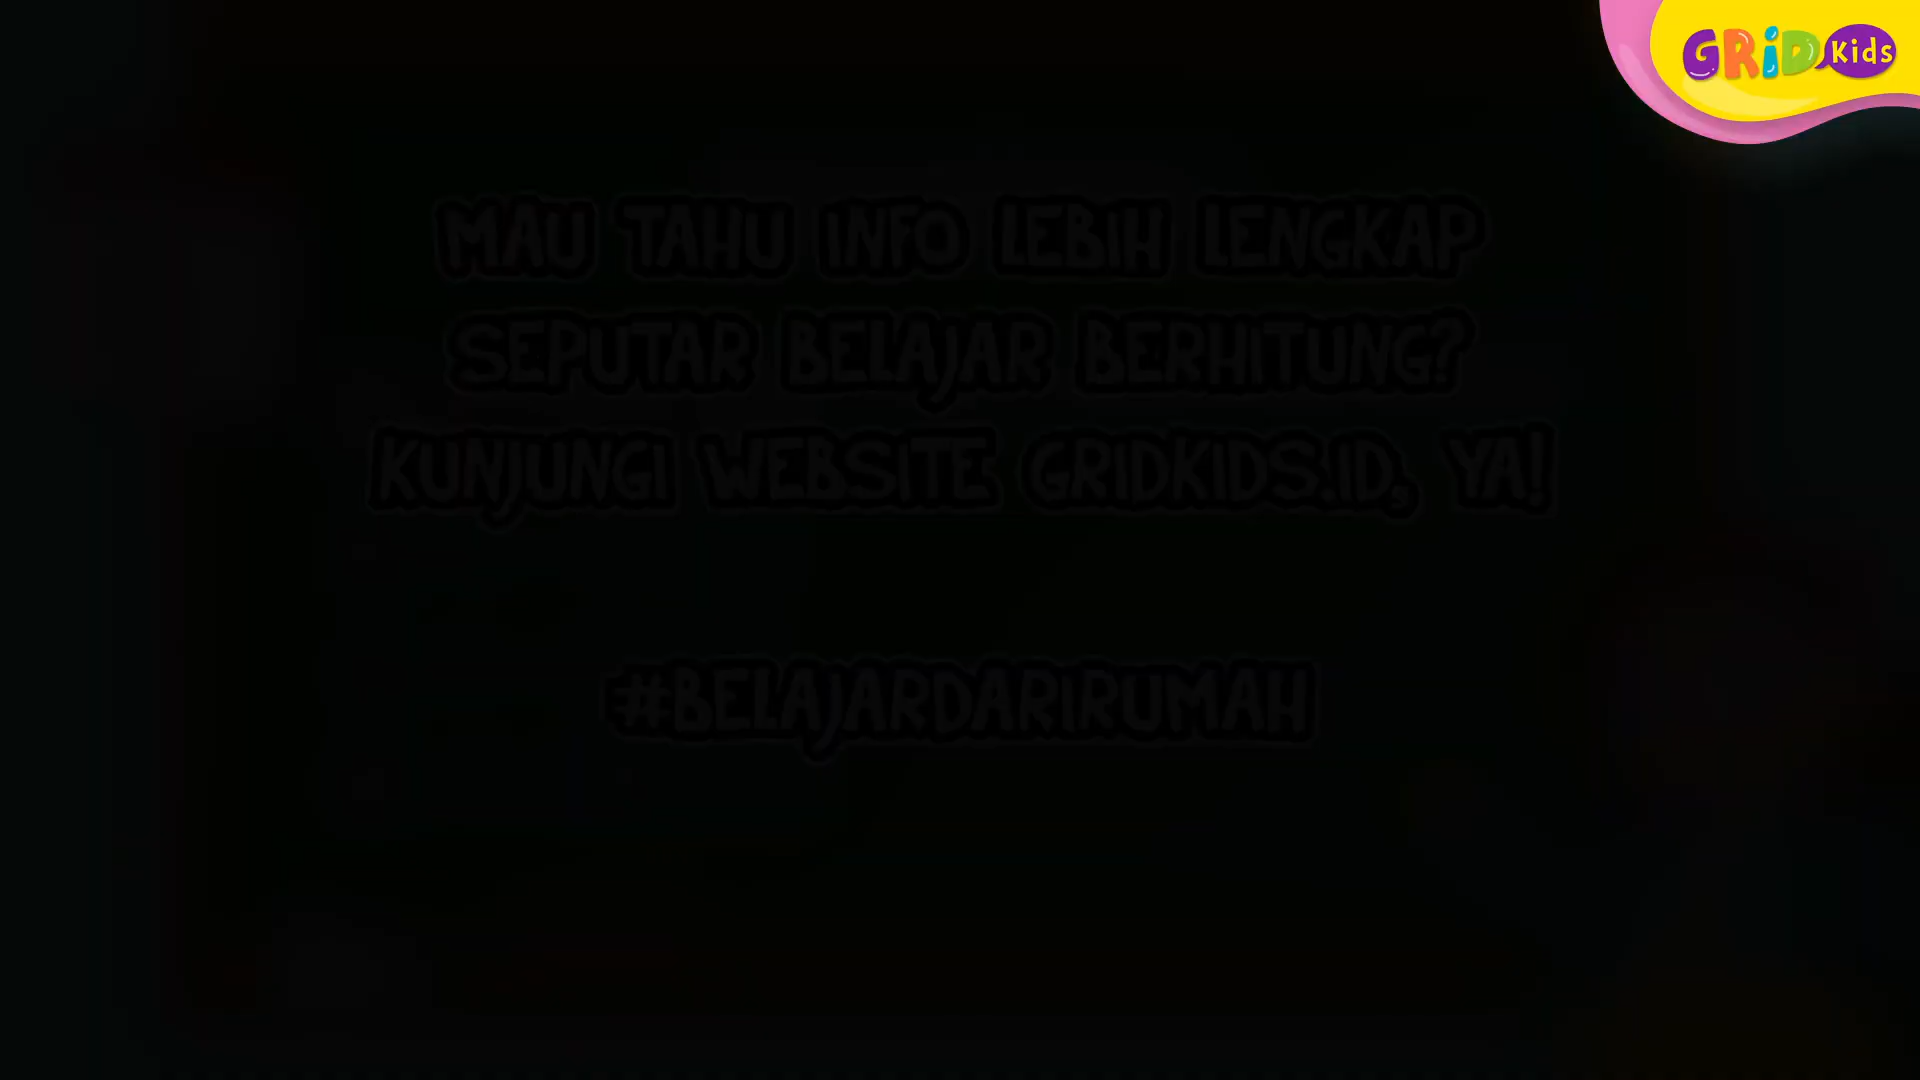 GRID Kids
MAU TAHU INFO LEBIH LENGKAP
SEPUTAR BELAJAR BERHITUNG?
KUNJUNGI WEBSITE GRIDKIDS.ID, YA!
#BELAJARDARIRUMAH